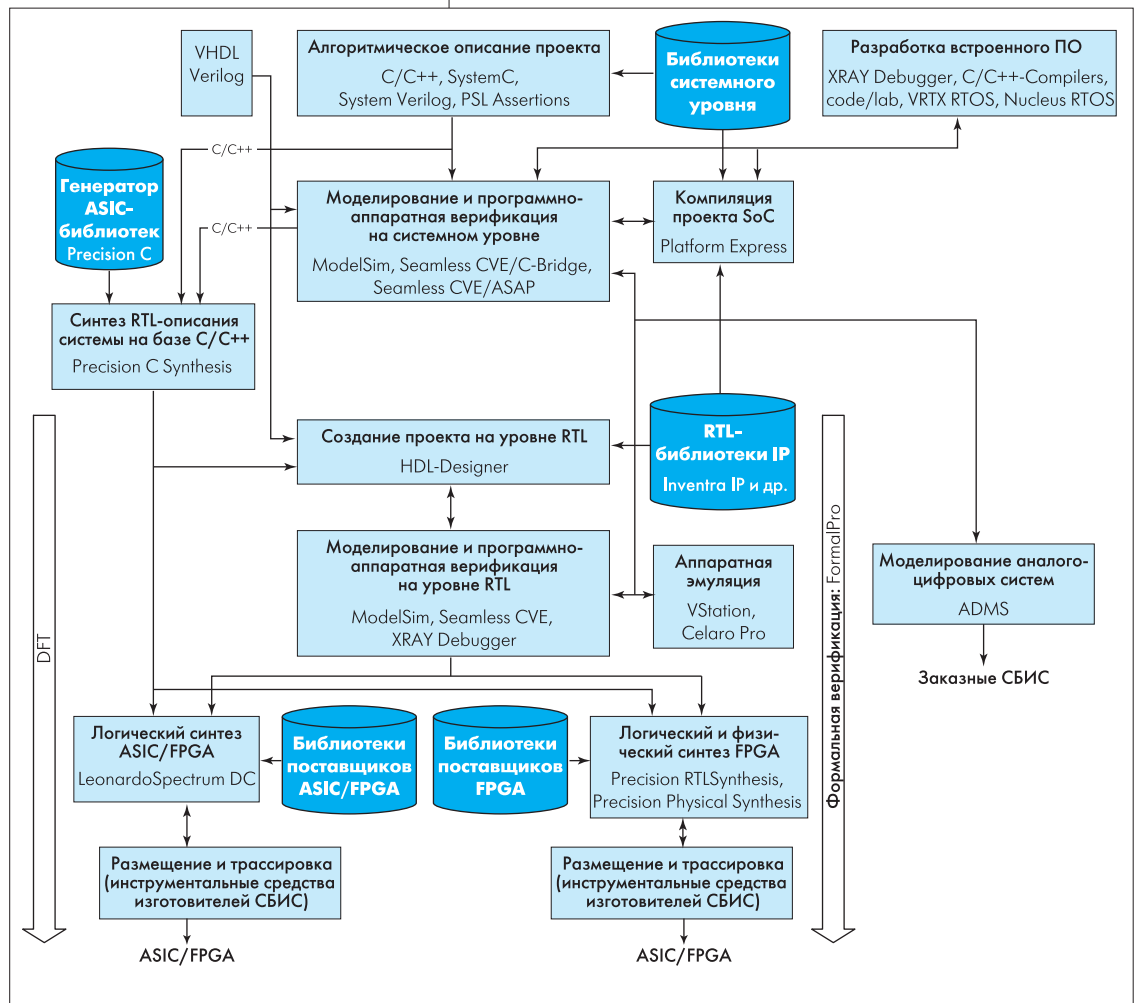 VHDL
Verilog
Алгоритмическое описание проекта
C/C++, SystemC,
System Verilog, PSL Assertions
Библиотеки
системного
уровня
Разработка встроенного ПО
XRAY Debugger, C/C++-Compilers,
code/lab, VRTX RTOS, Nucleus RTOS
C/C++
Генератор
ASIC-
библиотек
Precision C
Моделирование и программно-
аппаратная верификация
на системном уровне
ModelSim, Seamless CVE/C-Bridge,
Seamless CVE/ASAP
Компиляция
проекта SoC
Platform Express
C/C++
Синтез RTL-описания
системы на базе C/C++
Precision C Synthesis
Создание проекта на уровне RTL
HDL-Designer
RTL-
библиотеки IP
Inventra IP и др.
Моделирование и программно-
аппаратная верификация
на уровне RTL
ModelSim, Seamless CVE,
XRAY Debugger
Аппаратная
эмуляция
VStation,
Celaro Pro
Моделирование аналого-
цифровых систем
ADMS
Заказные СБИС
DFT
Формальная верификация: FormalPro
Логический синтез
ASIC/FPGA
LeonardoSpectrum DC
Библиотеки
поставщиков
ASIC/FPGA
Библиотеки
поставщиков
FPGA
Логический и физи-
ческий синтез FPGA
Precision RTLSynthesis,
Precision Physical Synthesis
Размещение и трассировка
(инструментальные средства
изготовителей СБИС)
Размещение и трассировка
(инструментальные средства
изготовителей СБИС)
ASIC/FPGA
ASIC/FPGA